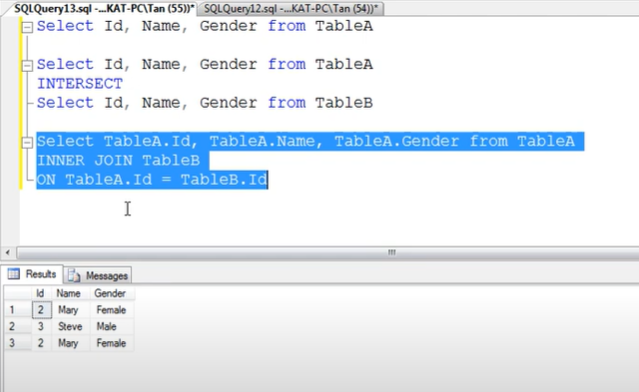 SQLQuery13.sql -...KAT-PC\Tan (55))* SQLQuery12.sql -...KAT-PC\Tan (54))*
Select Id, Name, Gender from TableA
Select Id, Name, Gender from TableA
INTERSECT
Select Id, Name, Gender from TableB
Select TableA.Id, TableA.Name, TableA.Gender from TableA
INNER JOIN TableB
ON TableA.Id = TableB.Id
Results Messages
Id Name Gender
1 2 Mary Female
2 3 Steve Male
3 2 Mary Female